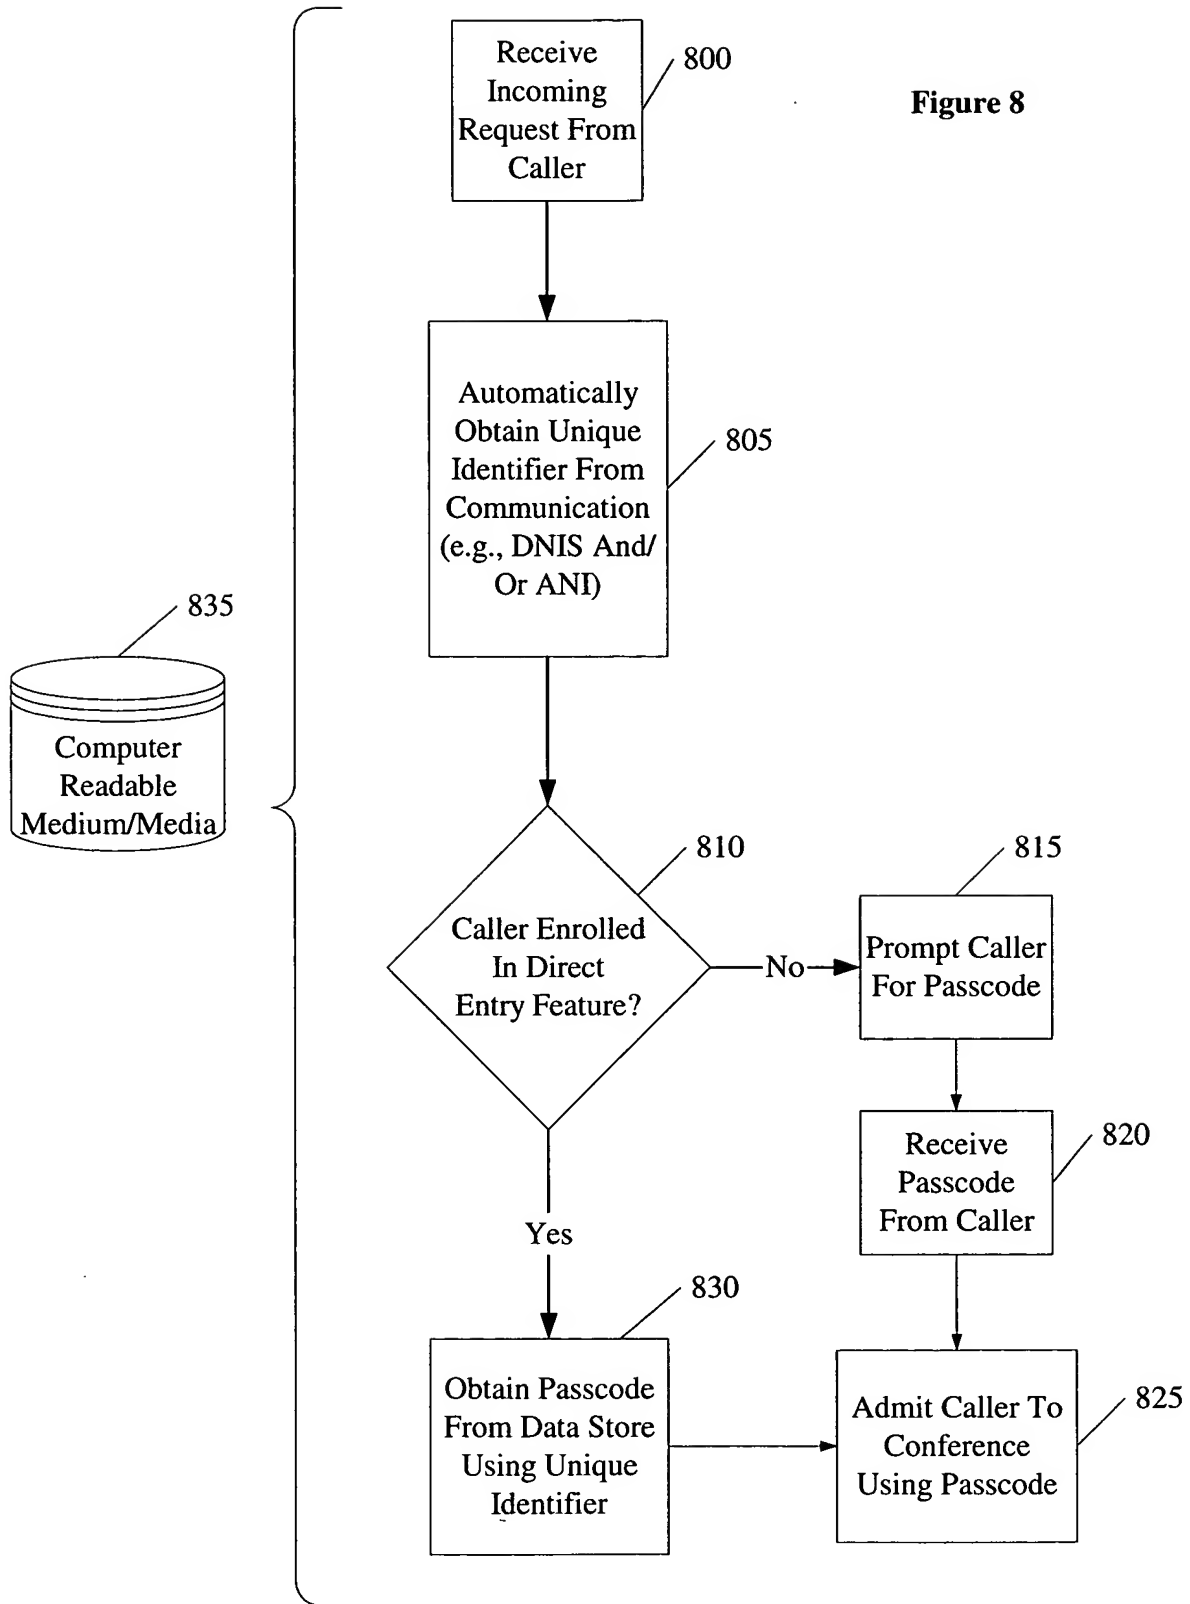 Figure 8
Receive
Incoming
Request From
Caller
800
Automatically
Obtain Unique
Identifier From
Communication
(e.g., DNIS And/
Or ANI)
805
835
Computer
Readable
Medium/Media
810
Caller Enrolled
In Direct
Entry Feature?
No
815
Prompt Caller
For Passcode
820
Receive
Passcode
From Caller
Yes
830
Obtain Passcode
From Data Store
Using Unique
Identifier
825
Admit Caller To
Conference
Using Passcode